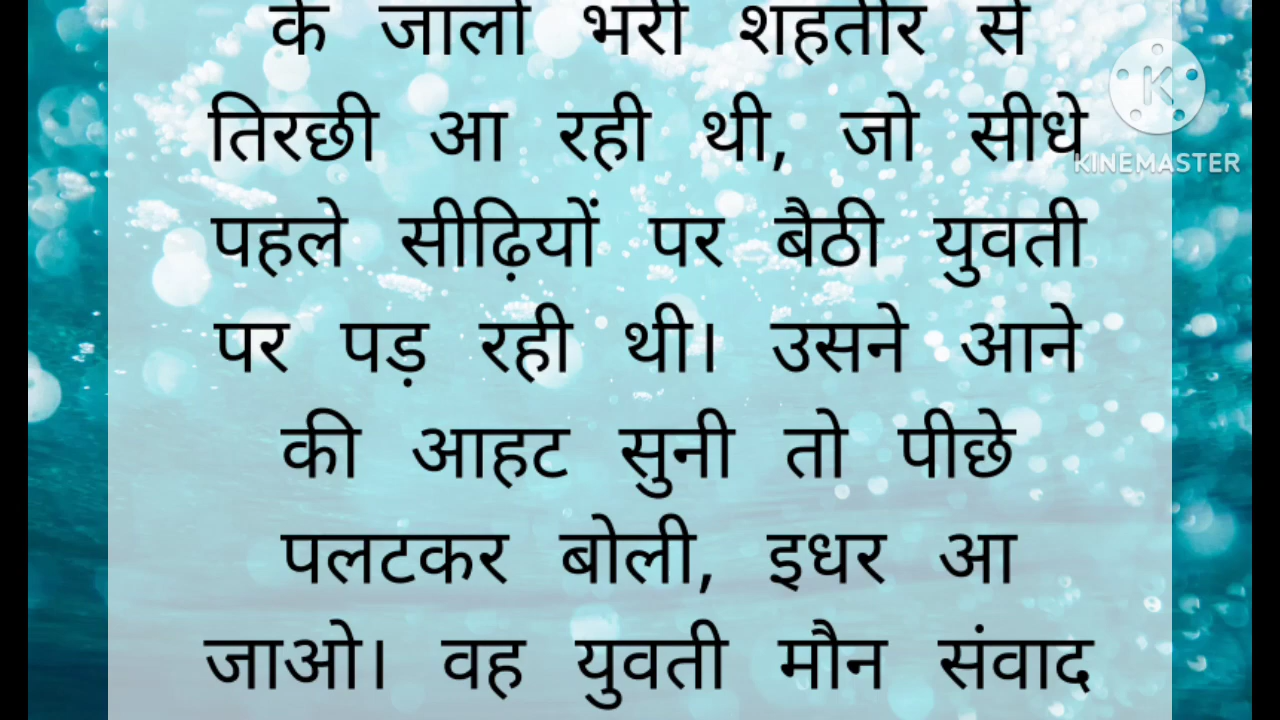 के जालों भरी शहतीर से
तिरछी आ रही थी, जो सीधे
पहले सीढ़ियों पर बैठी युवती
पर पड़ रही थी। उसने आने
की आहट सुनी तो पीछे
पलटकर बोली, इधर आ
जाओ। वह युवती मौन संवाद
K
KINEMASTER